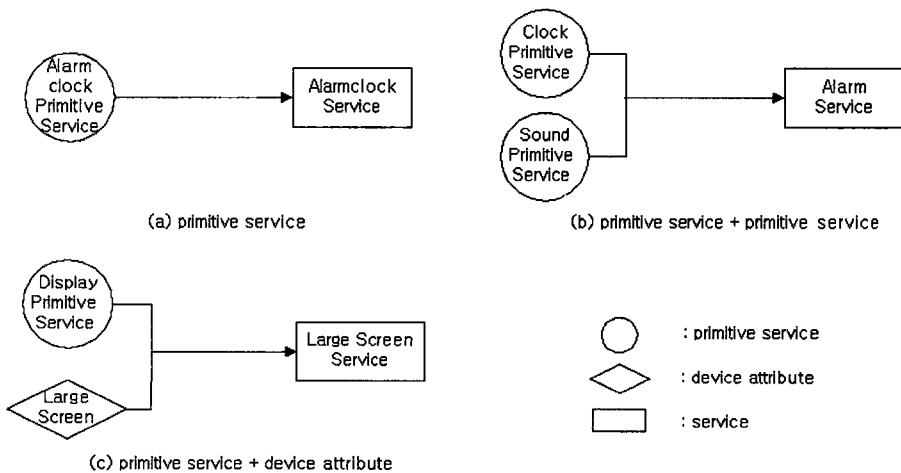 Alarm
clock
Primitive
Service
Alarmclock
Service
(a) primitive service
Clock
Primitive
Service
Sound
Primitive
Service
Alarm
Service
(b) primitive service + primitive service
Display
Primitive
Service
Large
Screen
Large Screen
Service
(c) primitive service + device attribute
: primitive service
: device attribute
: service